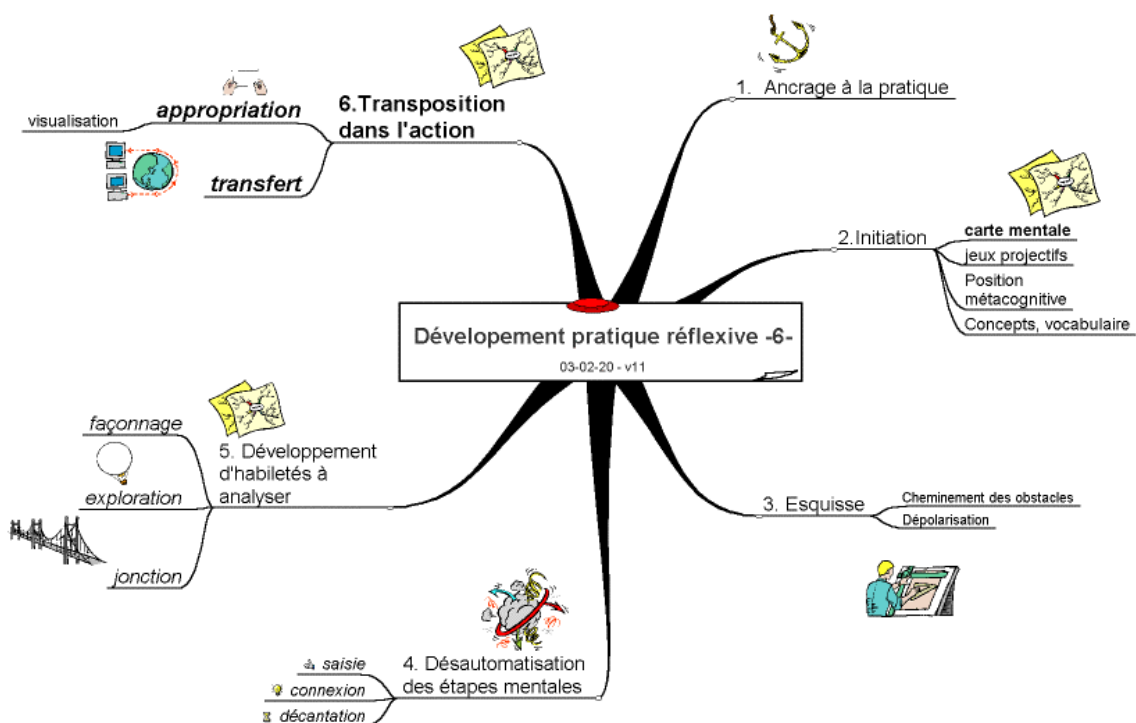 Dévelopement pratique réflexive -6-
03-02-20 - v11
1. Ancrage à la pratique
2.Initiation
carte mentale
jeux projectifs
Position
métacognitive
Concepts, vocabulaire
3. Esquisse
Cheminement des obstacles
Dépolarisation
4. Désautomatisation
des étapes mentales
saisie
connexion
décantation
5. Développement
d'habiletés à
analyser
façonnage
exploration
jonction
6.Transposition
dans l'action
appropriation
visualisation
transfert